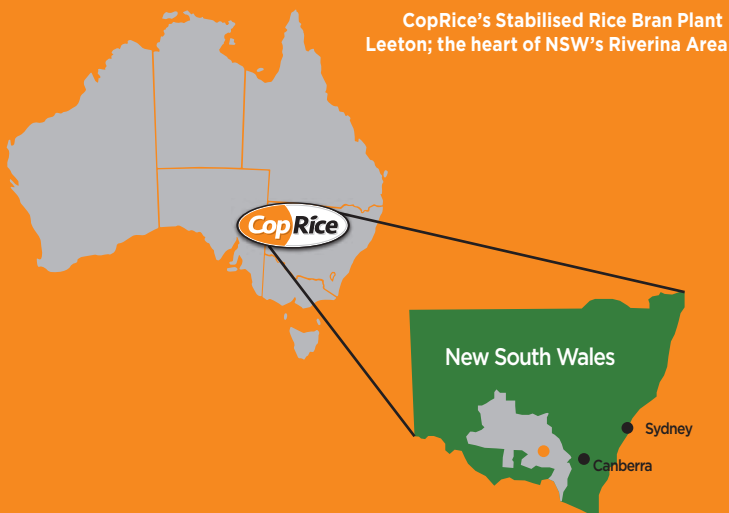 CopRice’s Stabilised Rice Bran Plant
Leeton; the heart of NSW’s Riverina Area
CopRice
New South Wales
Sydney
Canberra